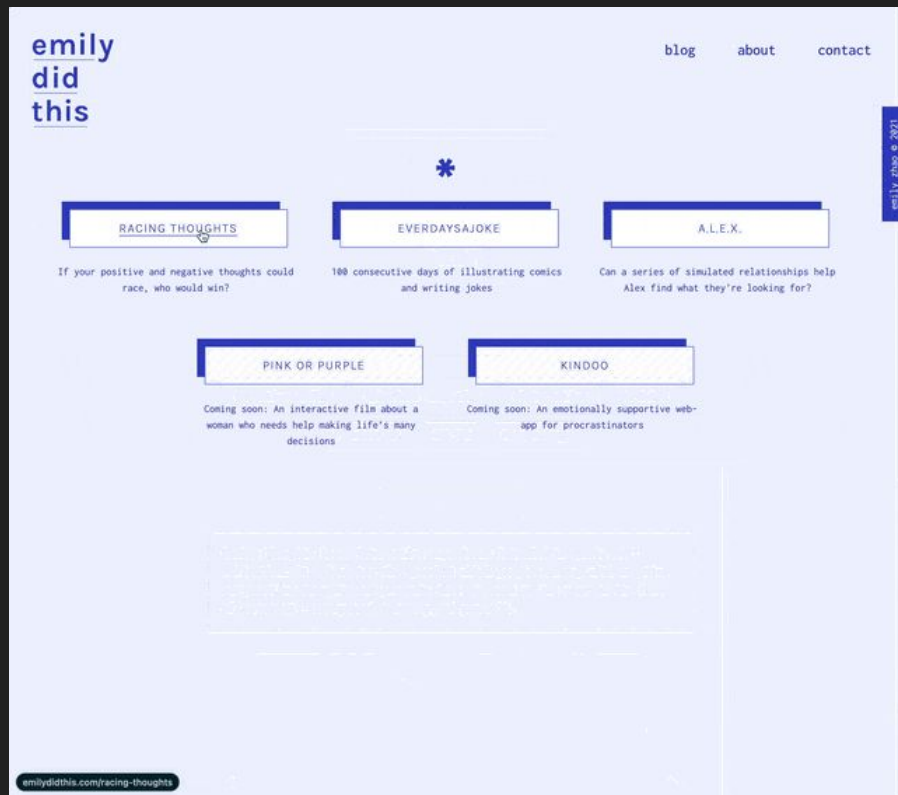 emily
did
this
blog about contact
emily zhao © 2021
*
RACING THOUGHTS
If your positive and negative thoughts could
race, who would win?
EVERDAYSAJOKE
100 consecutive days of illustrating comics
and writing jokes
A.L.E.X.
Can a series of simulated relationships help
Alex find what they're looking for?
PINK OR PURPLE
Coming soon: An interactive film about a
woman who needs help making life's many
decisions
KINDOO
Coming soon: An emotionally supportive web-
app for procrastinators
emilydidthis.com/racing-thoughts